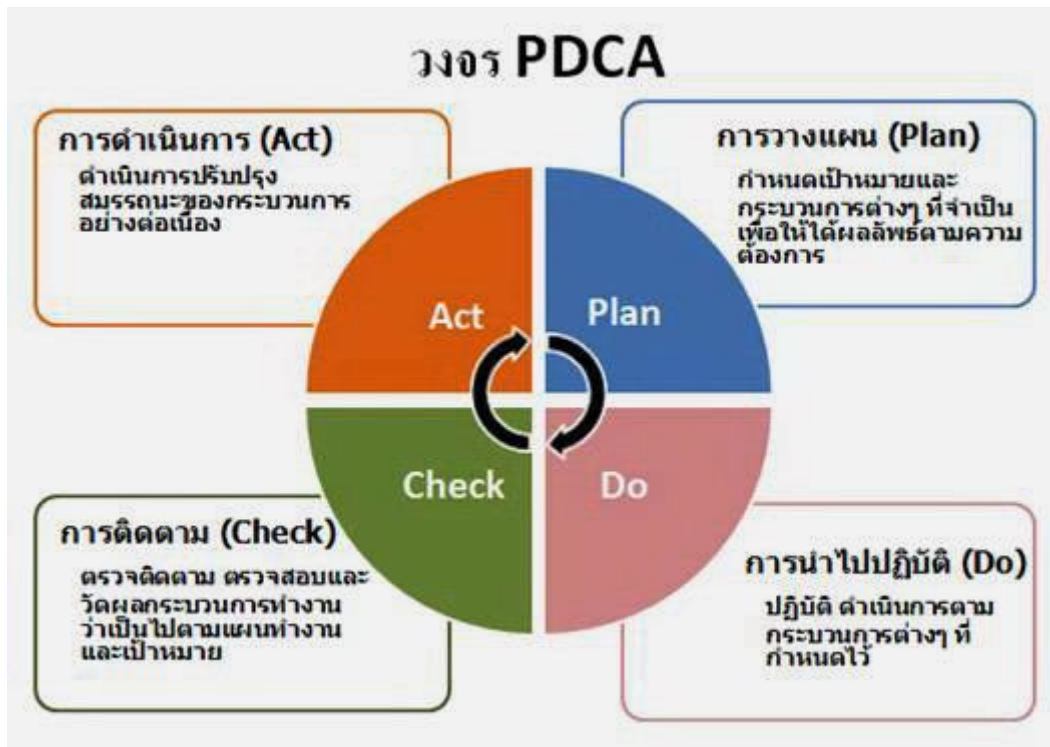 วงจร PDCA
การดำเนินการ (Act)
ดำเนินการปรับปรุง
สมรรถนะของกระบวนการ
อย่างต่อเนื่อง
การวางแผน (Plan)
กำหนดเป้าหมายและ
กระบวนการต่างๆ ที่จำเป็น
เพื่อให้ได้ผลลัพธ์ตามความ
ต้องการ
Act
Plan
Check
Do
การติดตาม (Check)
ตรวจติดตาม ตรวจสอบและ
วัดผลกระบวนการทำงาน
ว่าเป็นไปตามแผนทำงาน
และเป้าหมาย
การนำไปปฏิบัติ (Do)
ปฏิบัติ ดำเนินการตาม
กระบวนการต่างๆ ที่
กำหนดไว้